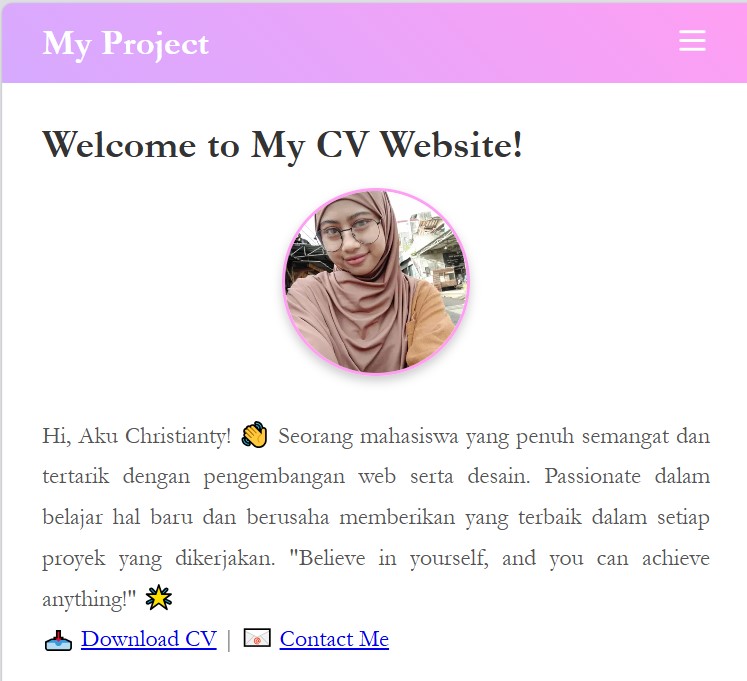 My Project
Welcome to My CV Website!
Hi, Aku Christianty! 👋 Seorang mahasiswa yang penuh semangat dan
tertarik dengan pengembangan web serta desain. Passionate dalam
belajar hal baru dan berusaha memberikan yang terbaik dalam setiap
proyek yang dikerjakan. "Believe in yourself, and you can achieve
anything!" 🌟
📥 Download CV | 📧 Contact Me